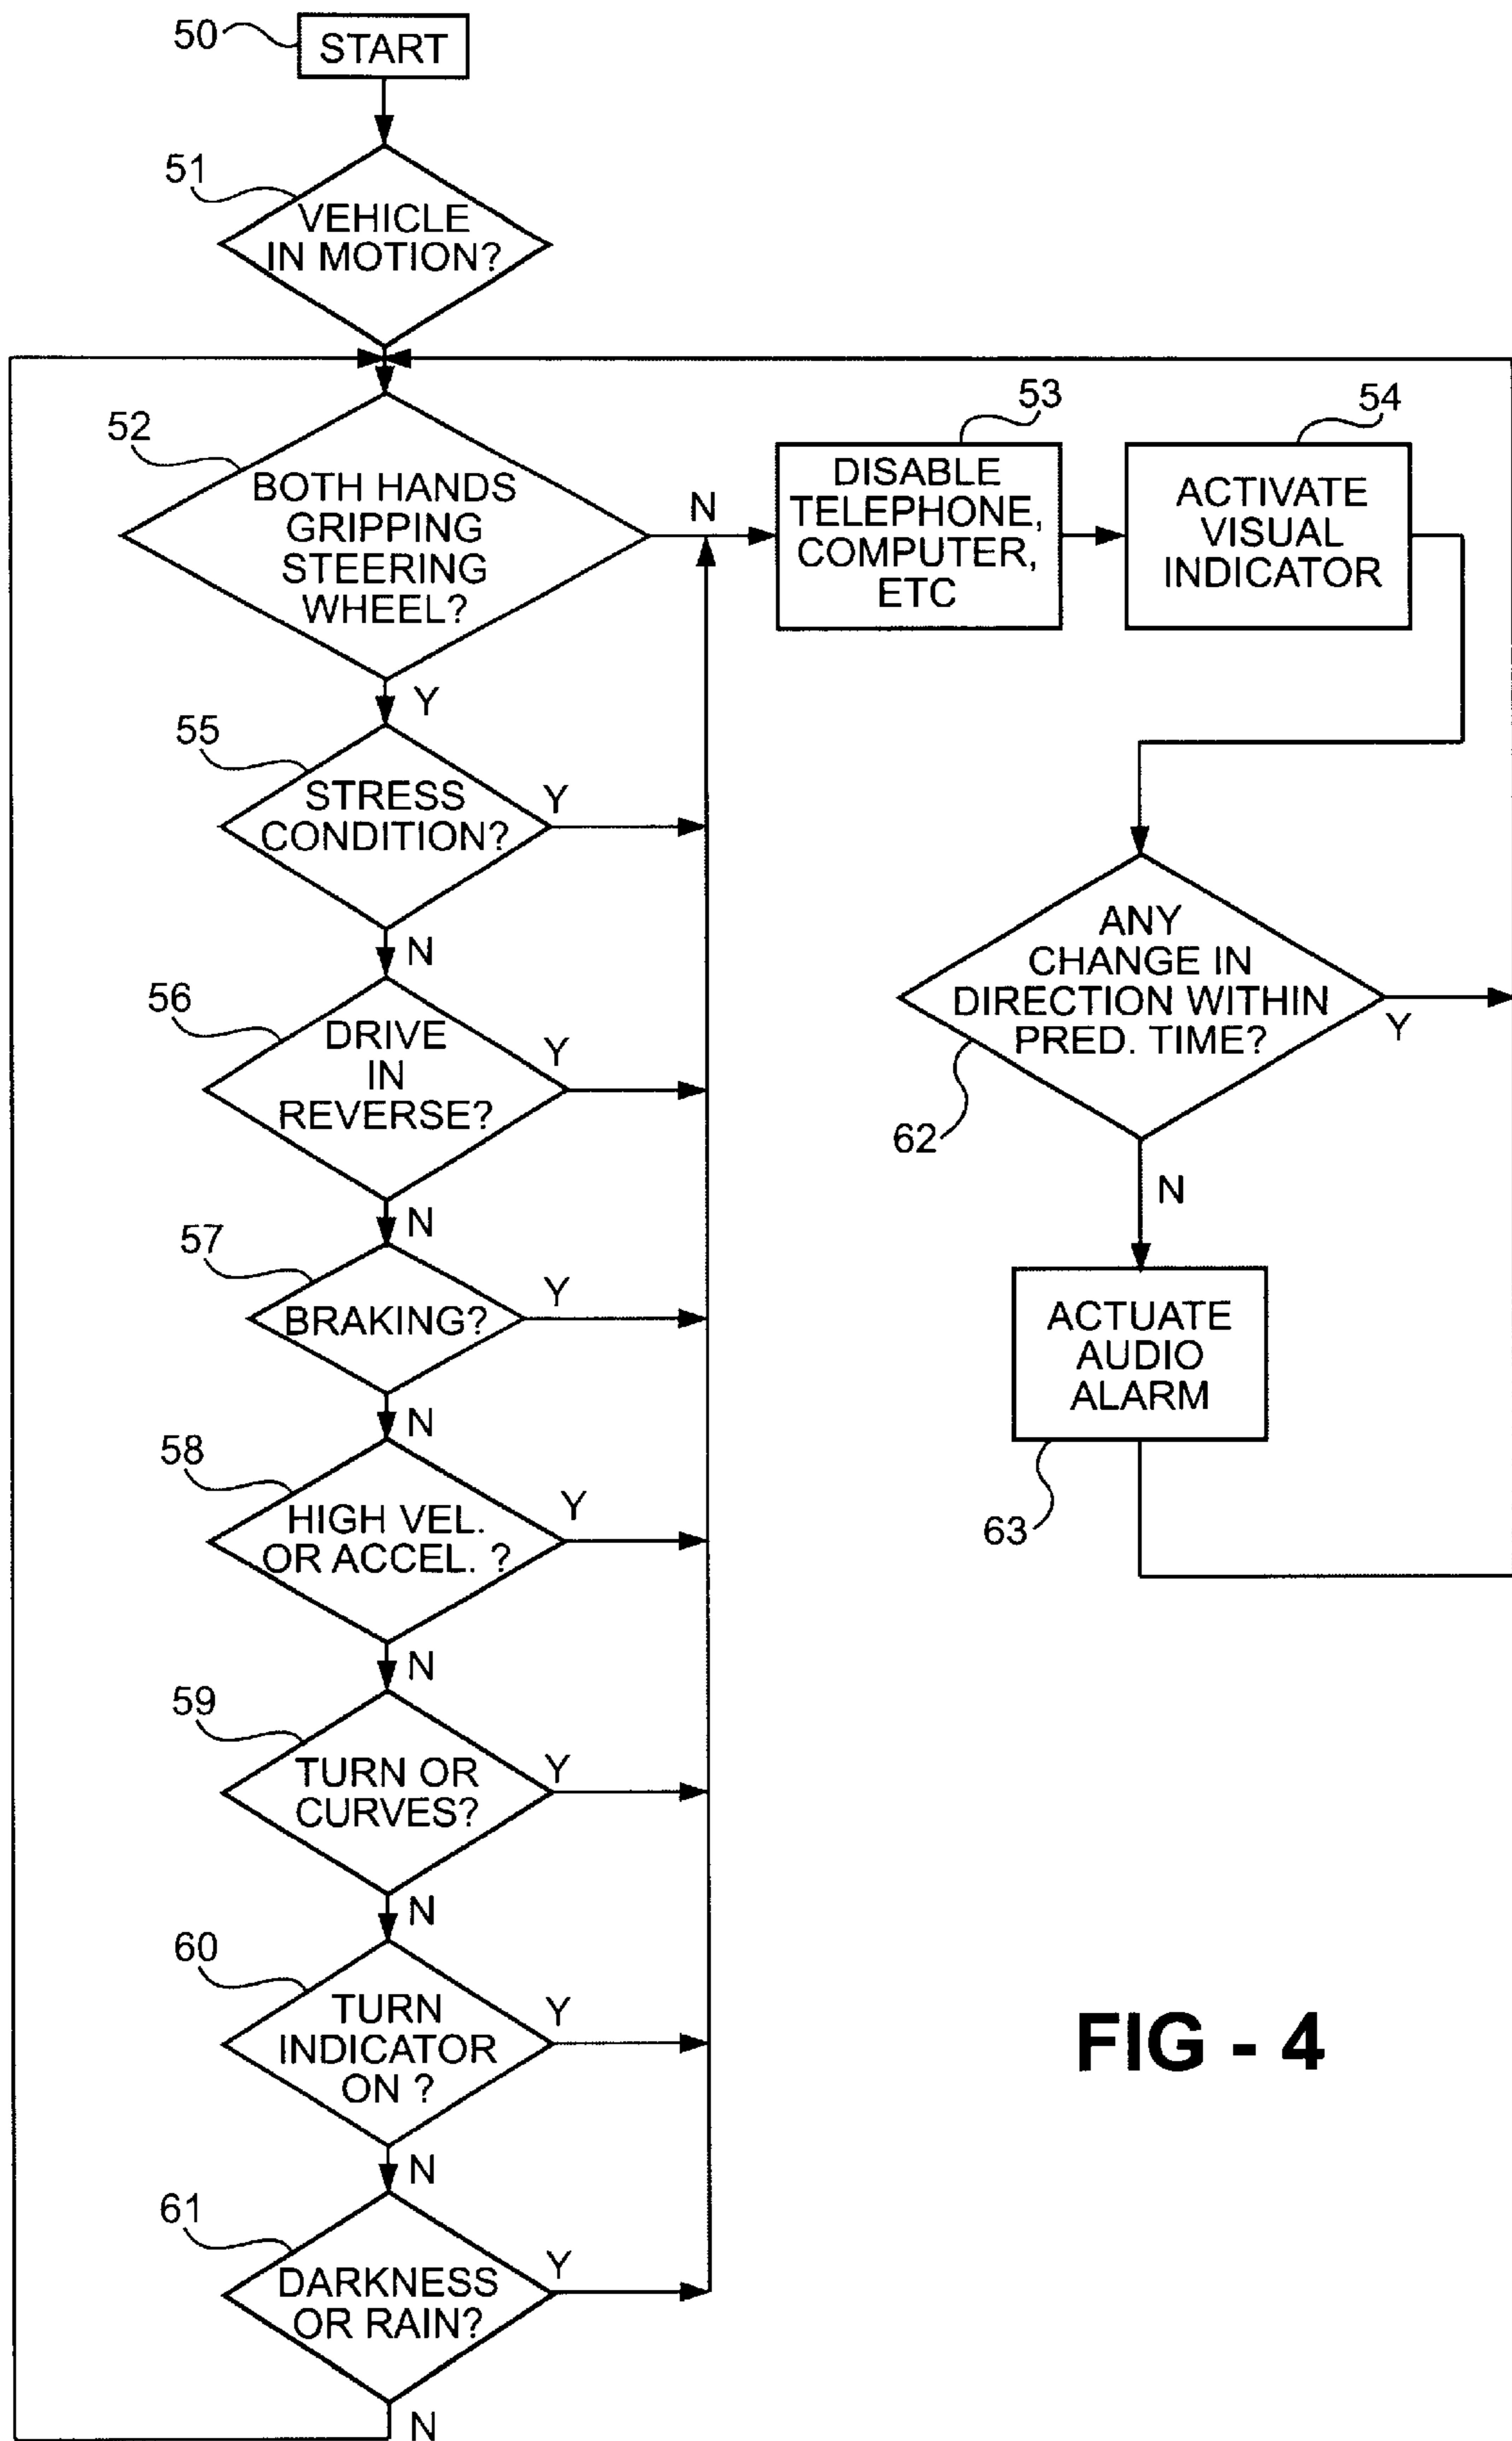 50
START
51
VEHICLE
IN MOTION?
52
BOTH HANDS
GRIPPING
STEERING
WHEEL?
N
53
DISABLE
TELEPHONE,
COMPUTER,
ETC
54
ACTIVATE
VISUAL
INDICATOR
Y
55
STRESS
CONDITION?
Y
N
56
DRIVE
IN
REVERSE?
Y
N
57
BRAKING?
Y
N
58
HIGH VEL.
OR ACCEL. ?
Y
N
59
TURN OR
CURVES?
Y
N
60
TURN
INDICATOR
ON ?
Y
N
61
DARKNESS
OR RAIN?
Y
N
ANY
CHANGE IN
DIRECTION WITHIN
PRED. TIME?
Y
62
N
ACTUATE
AUDIO
ALARM
63
FIG - 4